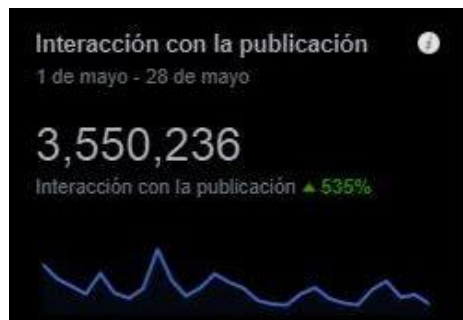 Interacción con la publicación
1 de mayo - 28 de mayo
3,550,236
Interacción con la publicación ▲ 535%